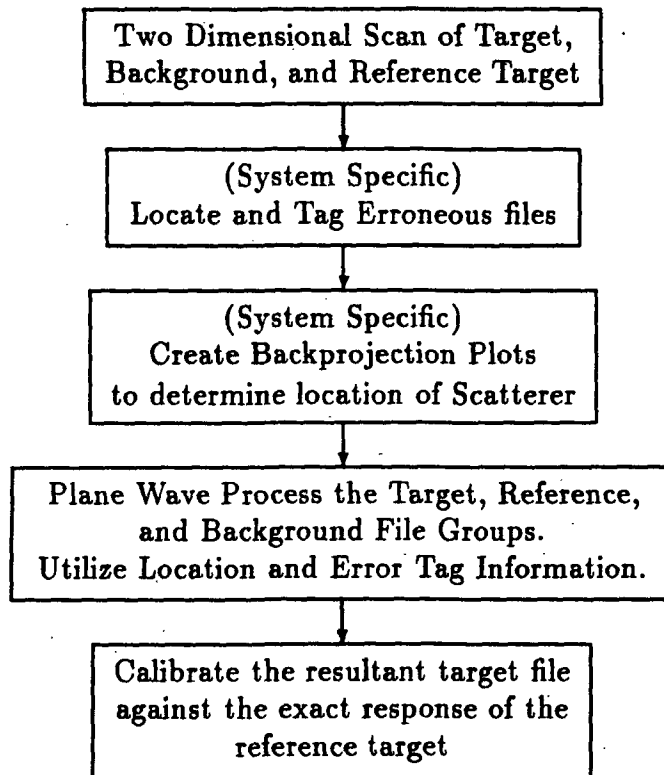 Two Dimensional Scan of Target,
Background, and Reference Target
(System Specific)
Locate and Tag Erroneous files
(System Specific)
Create Backprojection Plots
to determine location of Scatterer
Plane Wave Process the Target, Reference,
and Background File Groups.
Utilize Location and Error Tag Information.
Calibrate the resultant target file
against the exact response of the
reference target